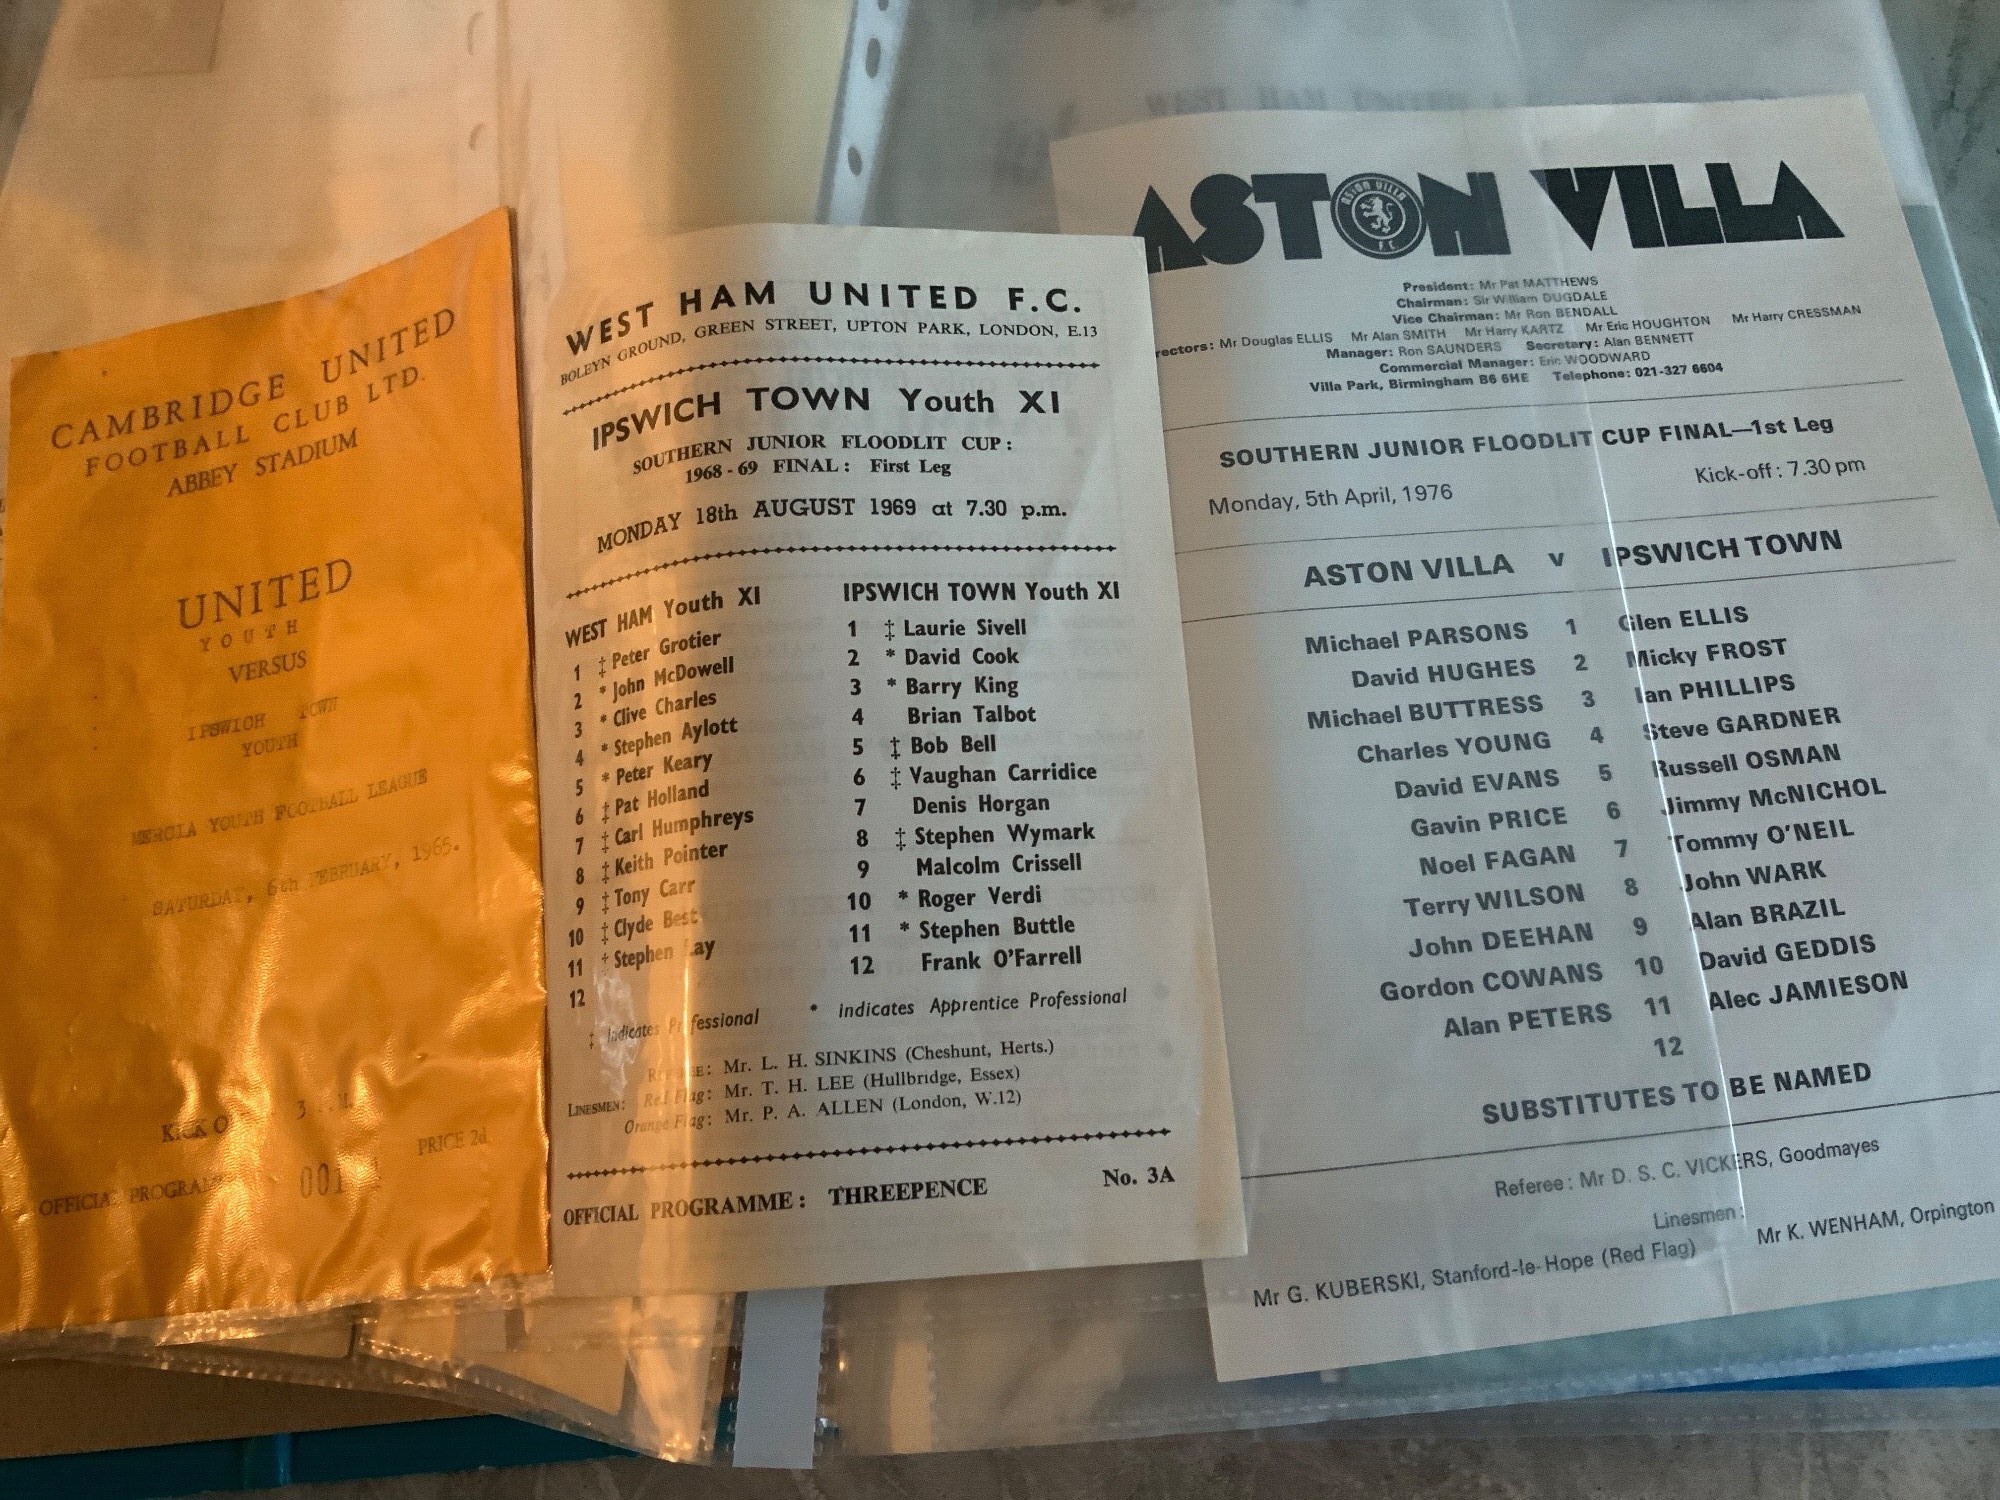 CAMBRIDGE UNITED
FOOTBALL CLUB LTD.
ABBEY STADIUM
UNITED
YOUTH
VERSUS
IPSWICH TOWN
YOUTH
MERCIA YOUTH FOOTBALL LEAGUE
SATURDAY, 6th FEBRUARY, 1965.
KICK O
3
PRICE 2d
OFFICIAL
WEST HAM UNITED F.C.
BOLEYN GROUND, GREEN STREET, UPTON PARK, LONDON, E.13
IPSWICH TOWN Youth XI
SOUTHERN JUNIOR FLOODLIT CUP:
1968-69 FINAL: First Leg
MONDAY 18th AUGUST 1969 at 7.30 p.m.
WEST HAM Youth XI
1 ‡ Peter Grotier
2 * John McDowell
3 * Clive Charles
4 * Stephen Aylott
5 * Peter Keary
6 ‡ Pat Holland
7 ‡ Carl Humphreys
8 ‡ Keith Pointer
9 ‡ Tony Carr
10 ‡ Clyde Best
11 ‡ Stephen
12
IPSWICH TOWN Youth XI
1 ‡ Laurie Sivell
2 * David Cook
3 * Barry King
4 Brian Talbot
5 ‡ Bob Bell
6 ‡ Vaughan Carridice
7 Denis Horgan
8 ‡ Stephen Wymark
9 Malcolm Crissell
10 * Roger Verdi
11 * Stephen Buttle
12 Frank O'Farrell
‡ Indicates Professional * indicates Apprentice Professional
Mr. L. H. SINKINS (Cheshunt, Herts.)
LINESMEN: Red Flag: Mr. T. H. LEE (Hullbridge, Essex)
Orange Flag: Mr. P. A. ALLEN (London, W.12)
OFFICIAL PROGRAMME: THREEPENCE No. 3A
ASTON VILLA
ASTON VILLA
F.C
President: Mr Pat MATTHEWS
Chairman: Sir William DUGDALE
Vice Chairman: Mr Ron BENDALL
rectors: Mr Douglas ELLIS Mr Alan SMITH Mr Harry KARTZ Mr Eric HOUGHTON Mr Harry CRESSMAN
Manager: Ron SAUNDERS Secretary: Alan BENNETT
Commercial Manager: Eric WOODWARD
Villa Park, Birmingham B6 6HE Telephone: 021-327 6604
SOUTHERN JUNIOR FLOODLIT CUP FINAL—1st Leg
Monday, 5th April, 1976 Kick-off: 7.30 pm
ASTON VILLA v IPSWICH TOWN
Michael PARSONS 1 Glen ELLIS
David HUGHES 2 Micky FROST
Michael BUTTRESS 3 Ian PHILLIPS
Charles YOUNG 4 Steve GARDNER
David EVANS 5 Russell OSMAN
Gavin PRICE 6 Jimmy McNICHOL
Noel FAGAN 7 Tommy O'NEIL
Terry WILSON 8 John WARK
John DEEHAN 9 Alan BRAZIL
Gordon COWANS 10 David GEDDIS
Alan PETERS 11 Alec JAMIESON
12
SUBSTITUTES TO BE NAMED
Referee: Mr D. S. C. VICKERS, Goodmayes
Linesmen:
Mr G. KUBERSKI, Stanford-le-Hope (Red Flag) Mr K. WENHAM, Orpington